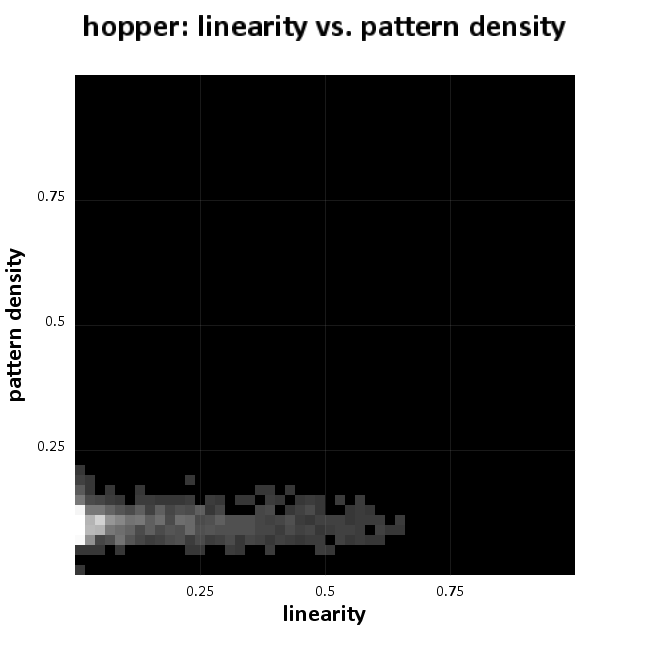 hopper: linearity vs. pattern density
0.75
0.5
0.25
pattern density
0.25 0.5 0.75
linearity